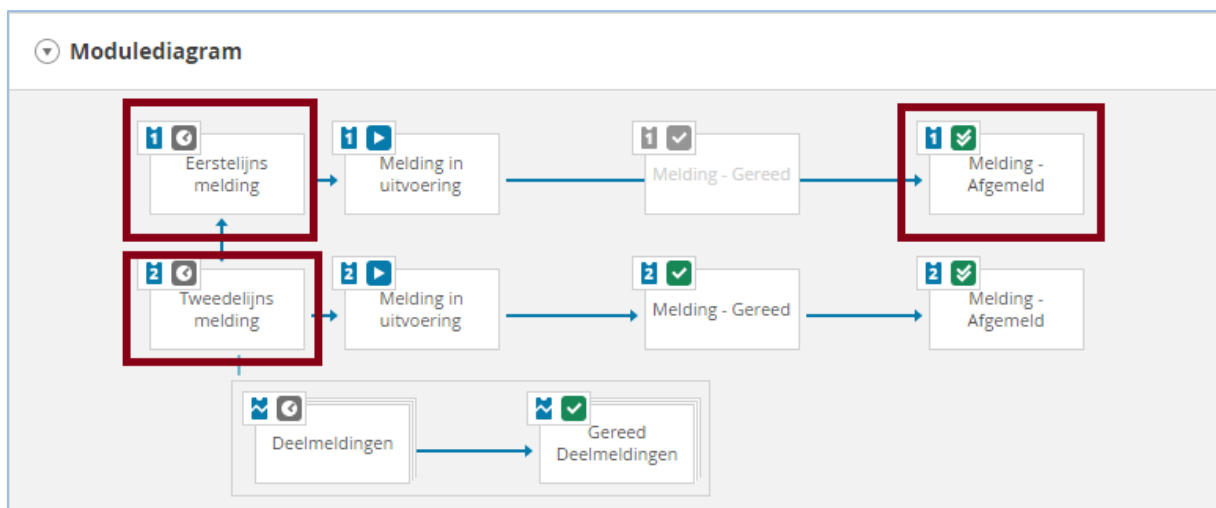 Modulediagram
1
Eerstelijns
melding
1
Melding in
uitvoering
1
Melding - Gereed
1
Melding -
Afgemeld
2
Tweedelijns
melding
2
Melding in
uitvoering
2
Melding - Gereed
2
Melding -
Afgemeld
Deelmeldingen
Gereed
Deelmeldingen